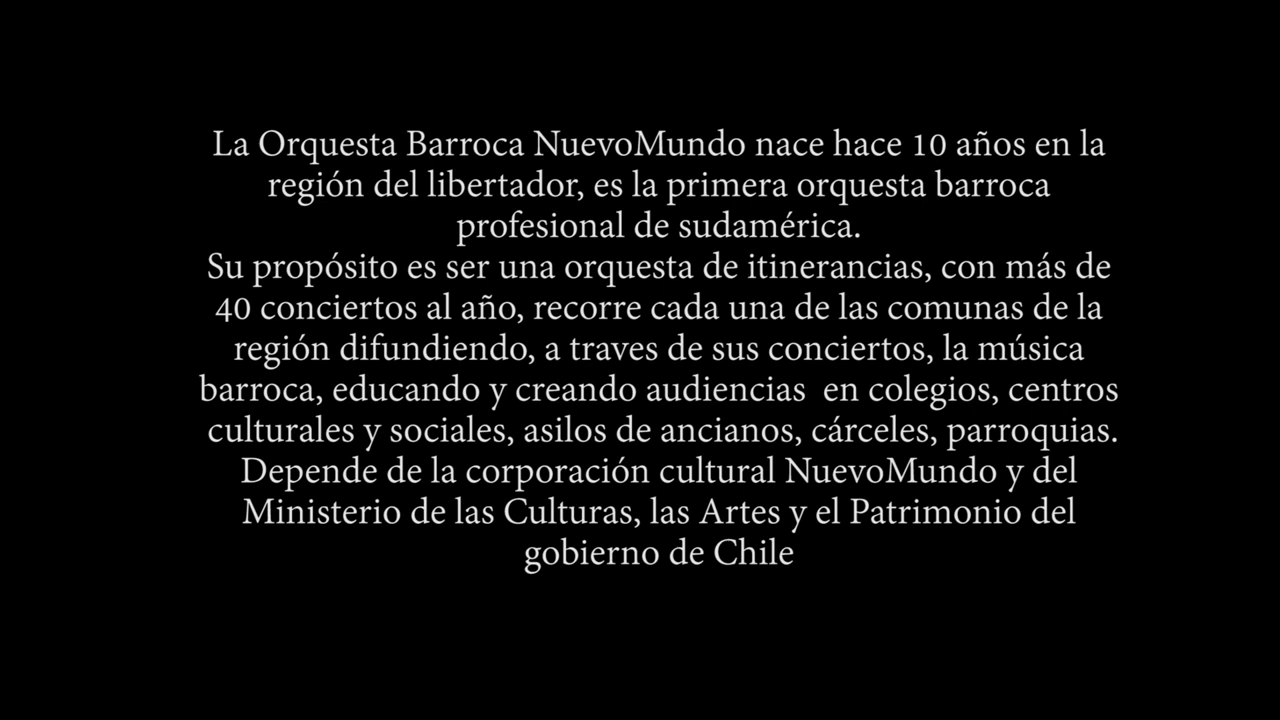 La Orquesta Barroca NuevoMundo nace hace 10 años en la
región del libertador, es la primera orquesta barroca
profesional de sudamérica.
Su propósito es ser una orquesta de itinerancias, con más de
40 conciertos al año, recorre cada una de las comunas de la
región difundiendo, a traves de sus conciertos, la música
barroca, educando y creando audiencias  en colegios, centros
culturales y sociales, asilos de ancianos, cárceles, parroquias.
Depende de la corporación cultural NuevoMundo y del
Ministerio de las Culturas, las Artes y el Patrimonio del
gobierno de Chile